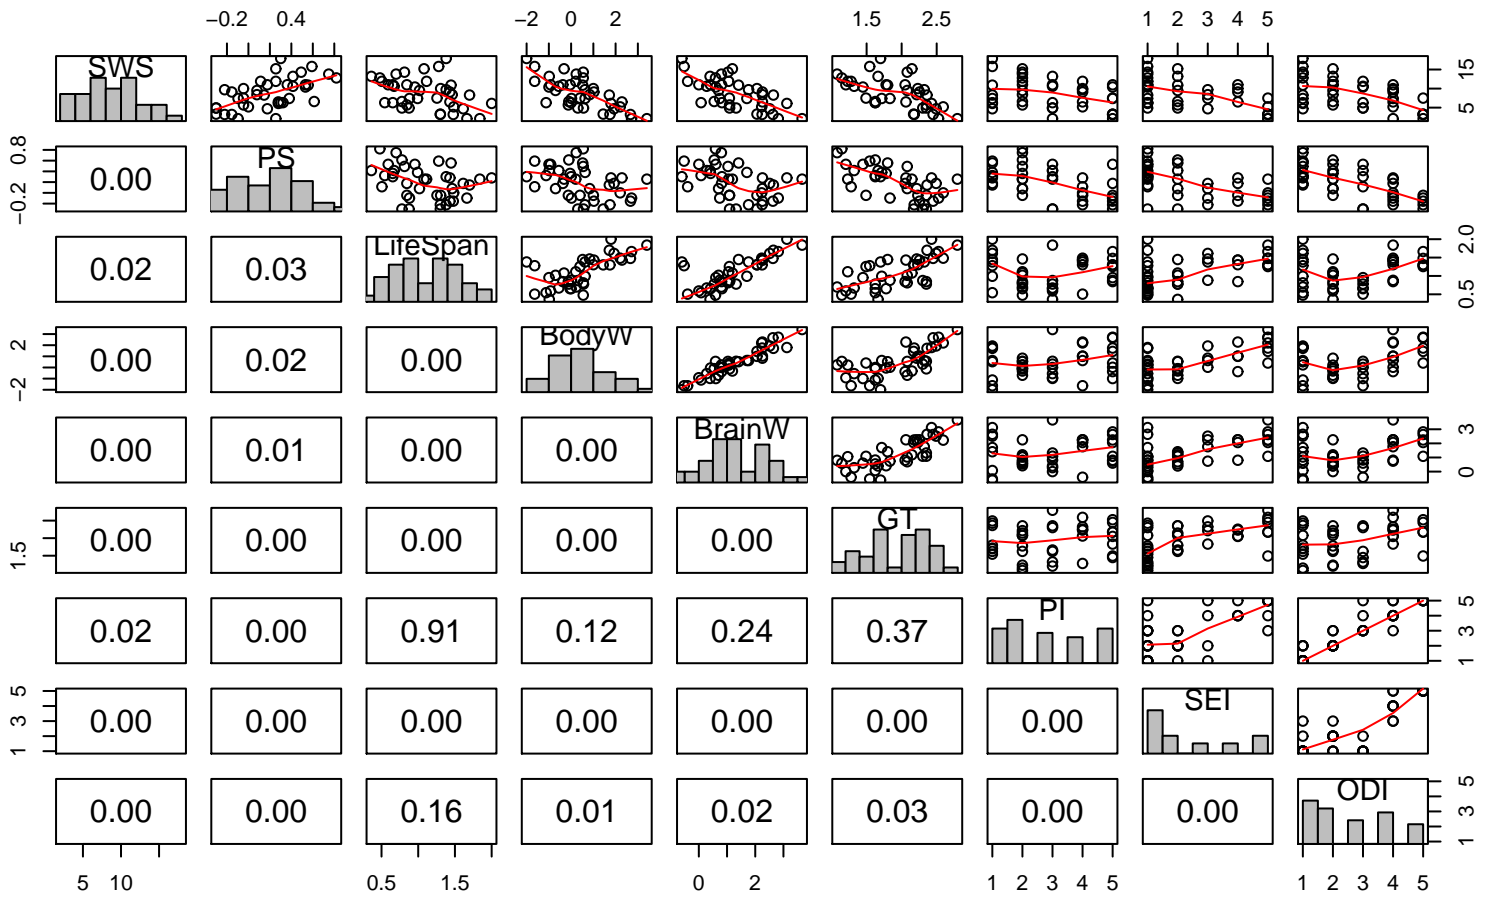 −0.2 0.4 −2 0 2 1.5 2.5 1 2 3 4 5
SWS 5 15
−0.2 0.8 0.00 PS
0.02 0.03 LifeSpan 0.5 2.0
−2 2 0.00 0.02 0.00 BodyW
0.00 0.01 0.00 0.00 BrainW 0 3
1.5 0.00 0.00 0.00 0.00 0.00 GT
0.02 0.00 0.91 0.12 0.24 0.37 PI 1 3 5
1 3 5 0.00 0.00 0.00 0.00 0.00 0.00 0.00 SEI
0.00 0.00 0.16 0.01 0.02 0.03 0.00 0.00 ODI 1 3 5
5 10 0.5 1.5 0 2 1 2 3 4 5 1 2 3 4 5